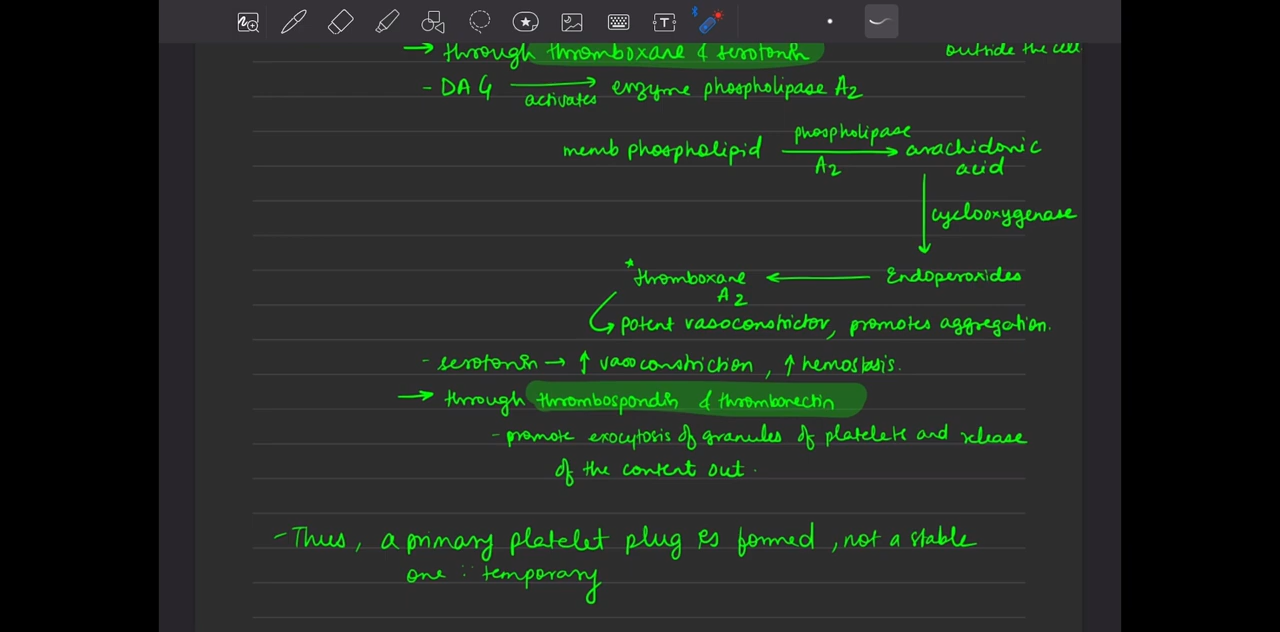 → through thromboxane & serotonin
outside the cell
- DAG activates → enzyme phospholipase A2
memb phospholipid phospholipase A2 → arachidonic acid
cyclooxygenase
*thromboxane A2 ← Endoperoxides
potent vasoconstrictor, promotes aggregation.
- serotonin → ↑ vasoconstriction, ↑ hemostasis.
→ through thrombospondin & thrombonectin
- promote exocytosis of granules of platelets and release
of the content out.
- Thus, a primary platelet plug is formed, not a stable
one ∵ temporary